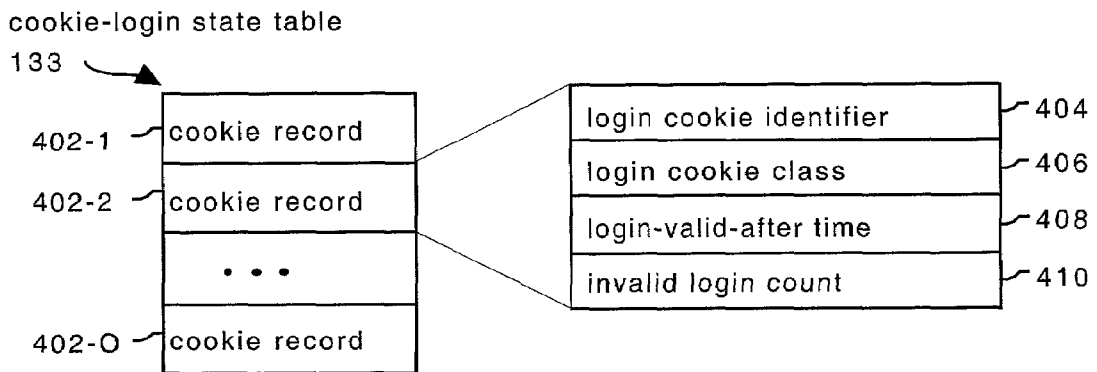 cookie-login state table
133
402-1 cookie record
402-2 cookie record
• • •
402-O cookie record
login cookie identifier 404
login cookie class 406
login-valid-after time 408
invalid login count 410